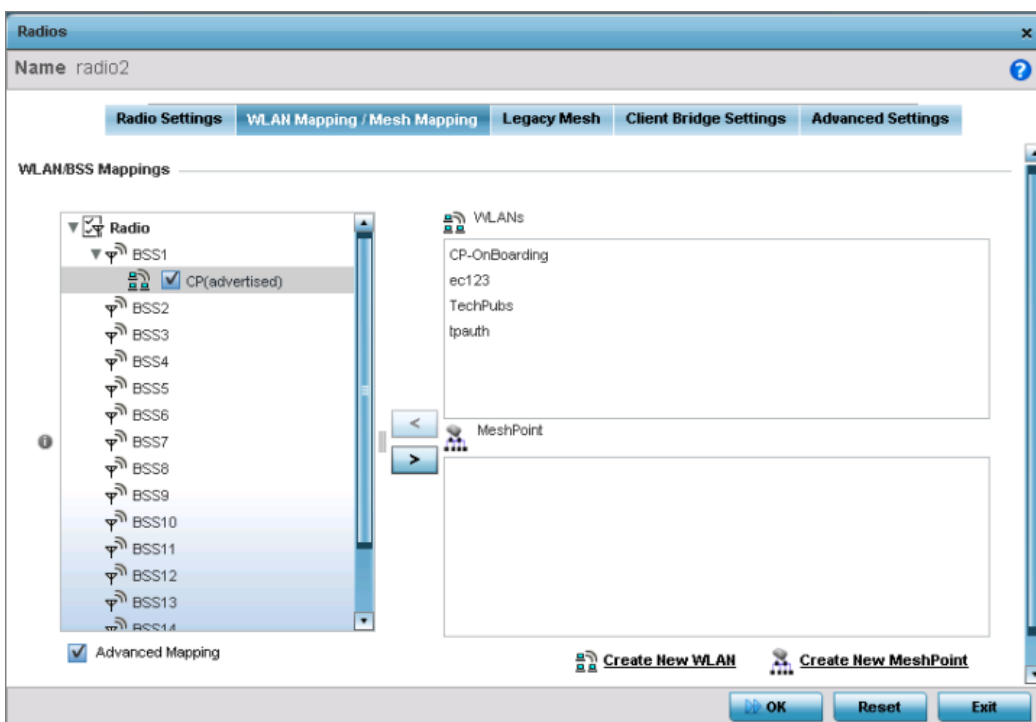 Radios
Name radio2
Radio Settings WLAN Mapping / Mesh Mapping Legacy Mesh Client Bridge Settings Advanced Settings
WLAN/BSS Mappings
Radio
BSS1
CP(advertised)
BSS2
BSS3
BSS4
BSS5
BSS6
BSS7
BSS8
BSS9
BSS10
BSS11
BSS12
BSS13
BSS14
Advanced Mapping
<
>
WLANs
CP-OnBoarding
ec123
TechPubs
tpauth
MeshPoint
Create New WLAN Create New MeshPoint
OK Reset Exit